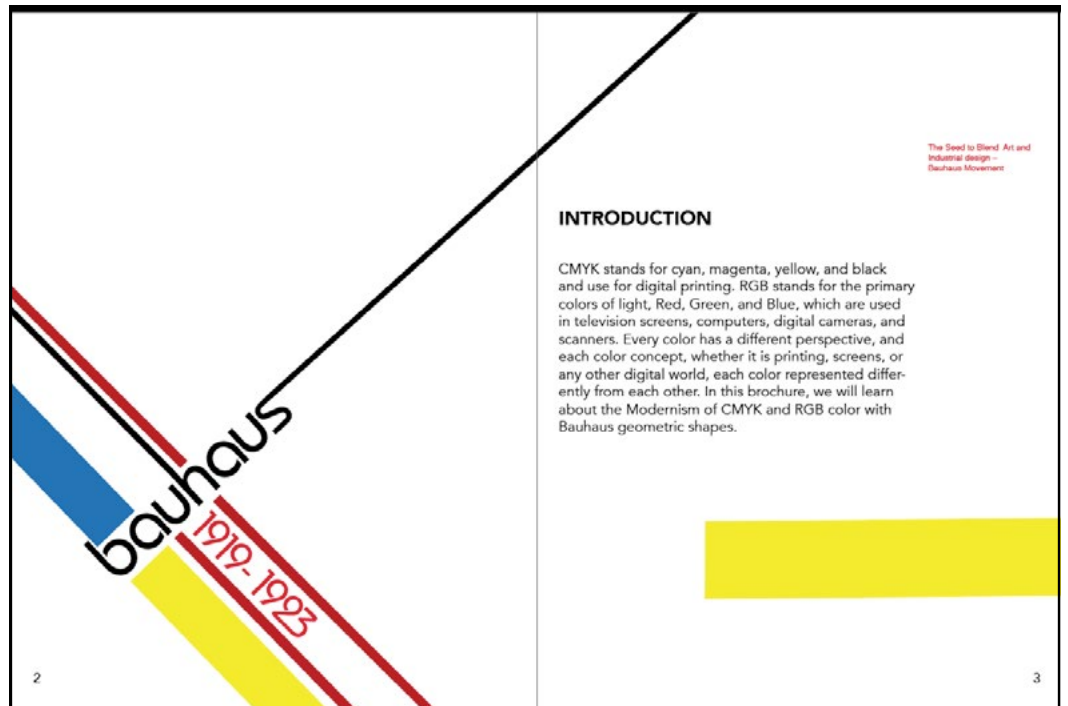 bauhaus
1919-1923
2
The Seed to Blend Art and
Industrial design –
Bauhaus Movement
INTRODUCTION
CMYK stands for cyan, magenta, yellow, and black
and use for digital printing. RGB stands for the primary
colors of light, Red, Green, and Blue, which are used
in television screens, computers, digital cameras, and
scanners. Every color has a different perspective, and
each color concept, whether it is printing, screens, or
any other digital world, each color represented differ-
ently from each other. In this brochure, we will learn
about the Modernism of CMYK and RGB color with
Bauhaus geometric shapes.
3